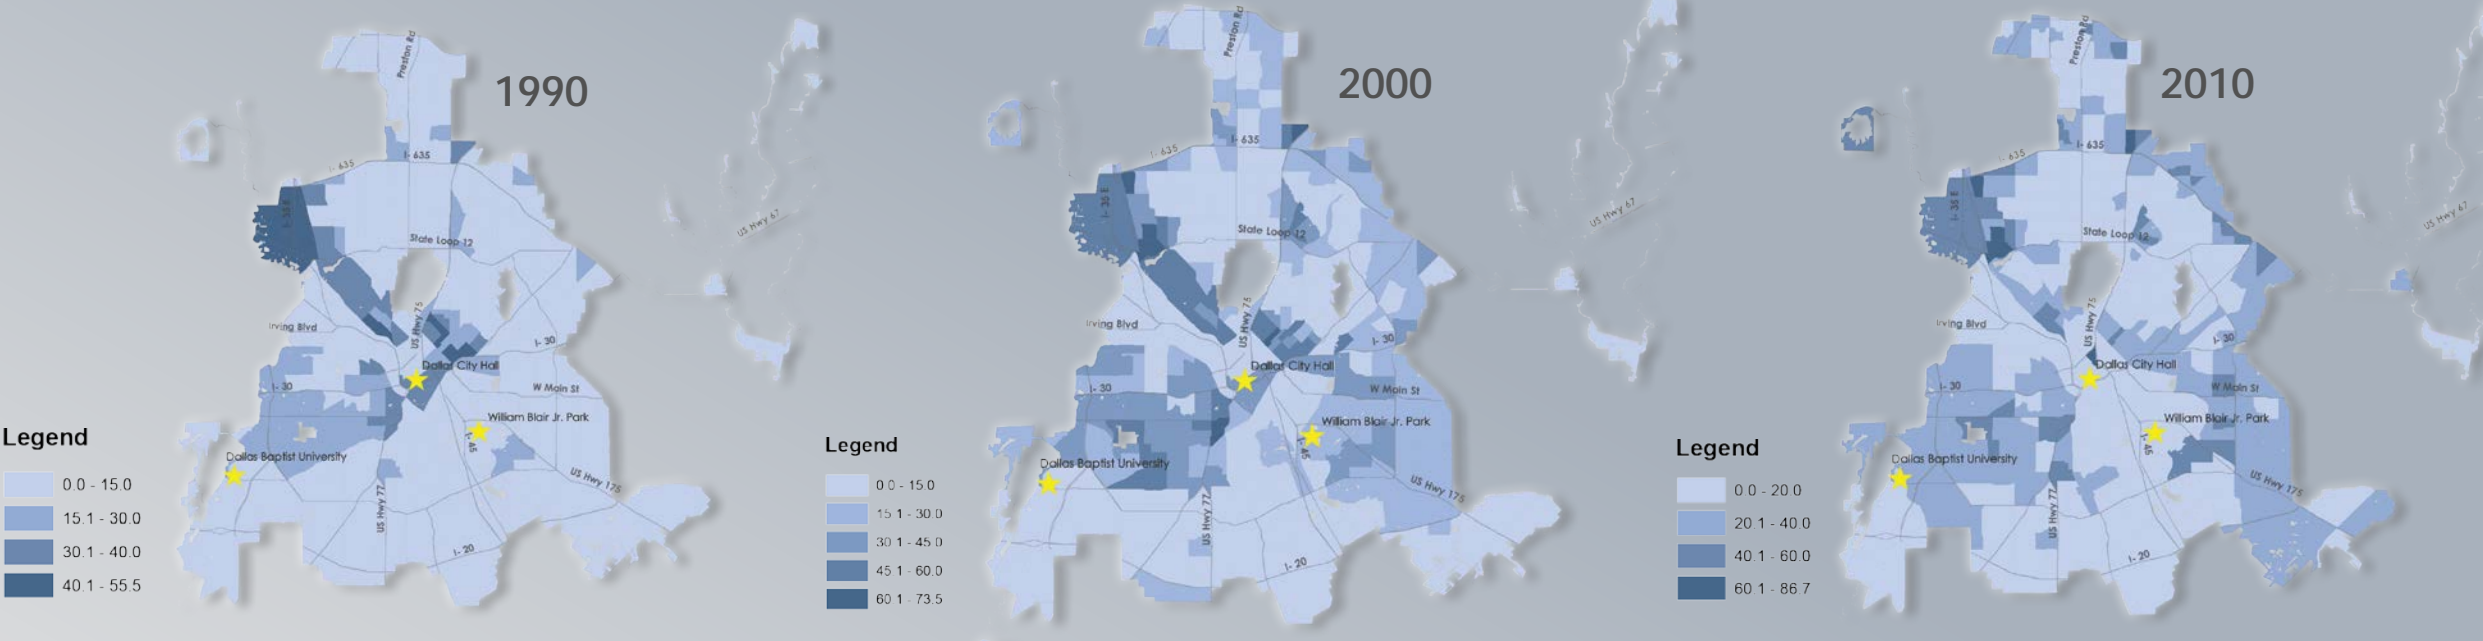 1990
Preston Rd
I- 635
I- 635
I- 35 E
State Loop 12
US Hwy 67
US Hwy 75
Irving Blvd
I- 30
Dallas City Hall
I- 30
W Main St
William Blair Jr. Park
I- 45
Dallas Baptist University
US Hwy 175
US Hwy 77
I- 20
Legend
0.0 - 15.0
15.1 - 30.0
30.1 - 40.0
40.1 - 55.5
2000
Preston Rd
I- 635
I- 635
I- 35 E
State Loop 12
US Hwy 67
US Hwy 75
Irving Blvd
I- 30
Dallas City Hall
I- 30
W Main St
William Blair Jr. Park
I- 45
Dallas Baptist University
US Hwy 175
US Hwy 77
I- 20
Legend
0.0 - 15.0
15.1 - 30.0
30.1 - 45.0
45.1 - 60.0
60.1 - 73.5
2010
Preston Rd
I- 635
I- 635
I- 35 E
State Loop 12
US Hwy 67
US Hwy 75
Irving Blvd
I- 30
Dallas City Hall
I- 30
W Main St
William Blair Jr. Park
I- 45
Dallas Baptist University
US Hwy 175
US Hwy 77
I- 20
Legend
0.0 - 20.0
20.1 - 40.0
40.1 - 60.0
60.1 - 86.7